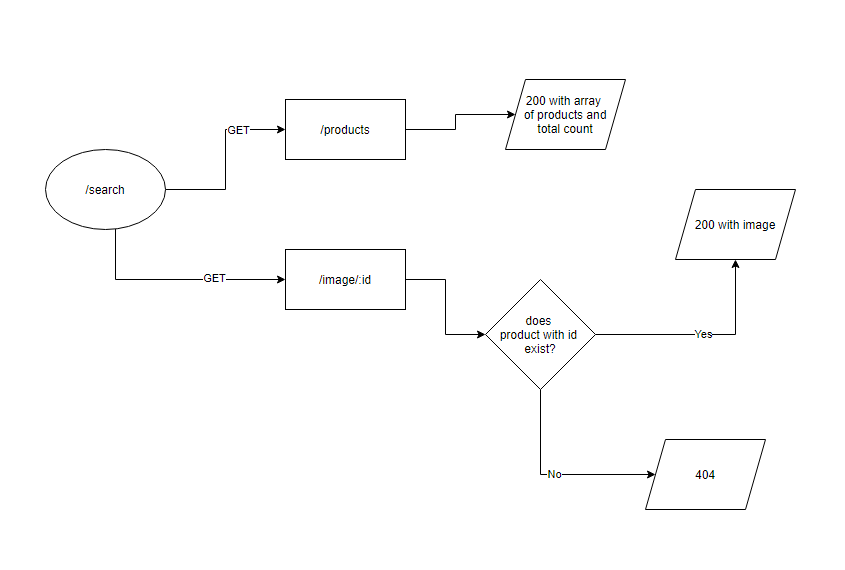 200 with array
of products and
total count
GET
/products
/search
200 with image
GET
/image/:id
does
product with id
exist?
Yes
No
404